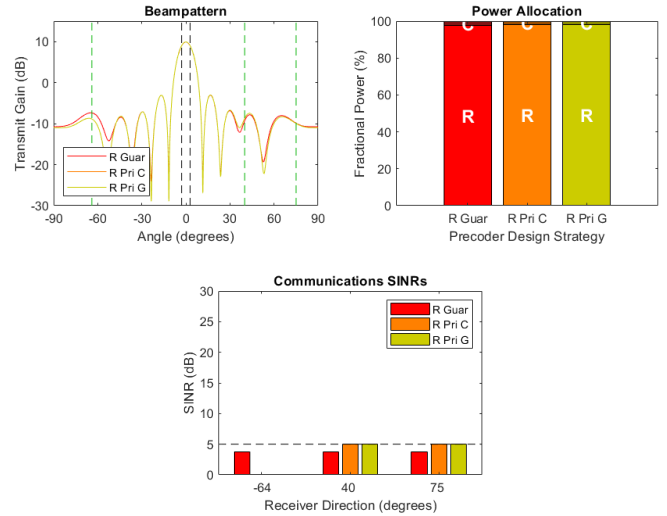 Beampattern
Transmit Gain (dB)
10
0
-10
-20
-30
-90
-60
-30
0
30
60
90
Angle (degrees)
R Guar
R Pri C
R Pri G
Power Allocation
Fractional Power (%)
100
80
60
40
20
0
C
C
C
R
R
R
R Guar
R Pri C
R Pri G
Precoder Design Strategy
Communications SINRs
SINR (dB)
30
25
20
15
10
5
0
-64
40
75
Receiver Direction (degrees)
R Guar
R Pri C
R Pri G